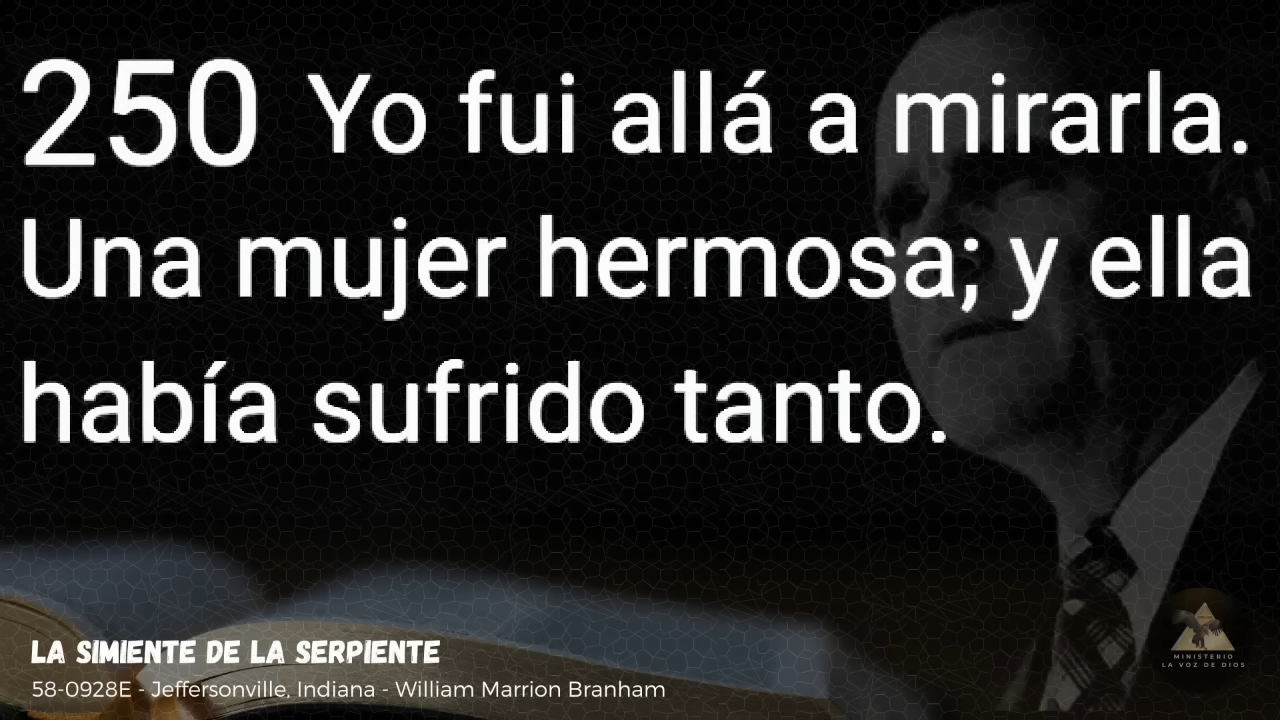 250 Yo fui allá a mirarla.
Una mujer hermosa; y ella
había sufrido tanto.
LA SIMIENTE DE LA SERPIENTE
58-0928E - Jeffersonville, Indiana - William Marrion Branham
MINISTERIO
LA VOZ DE DIOS